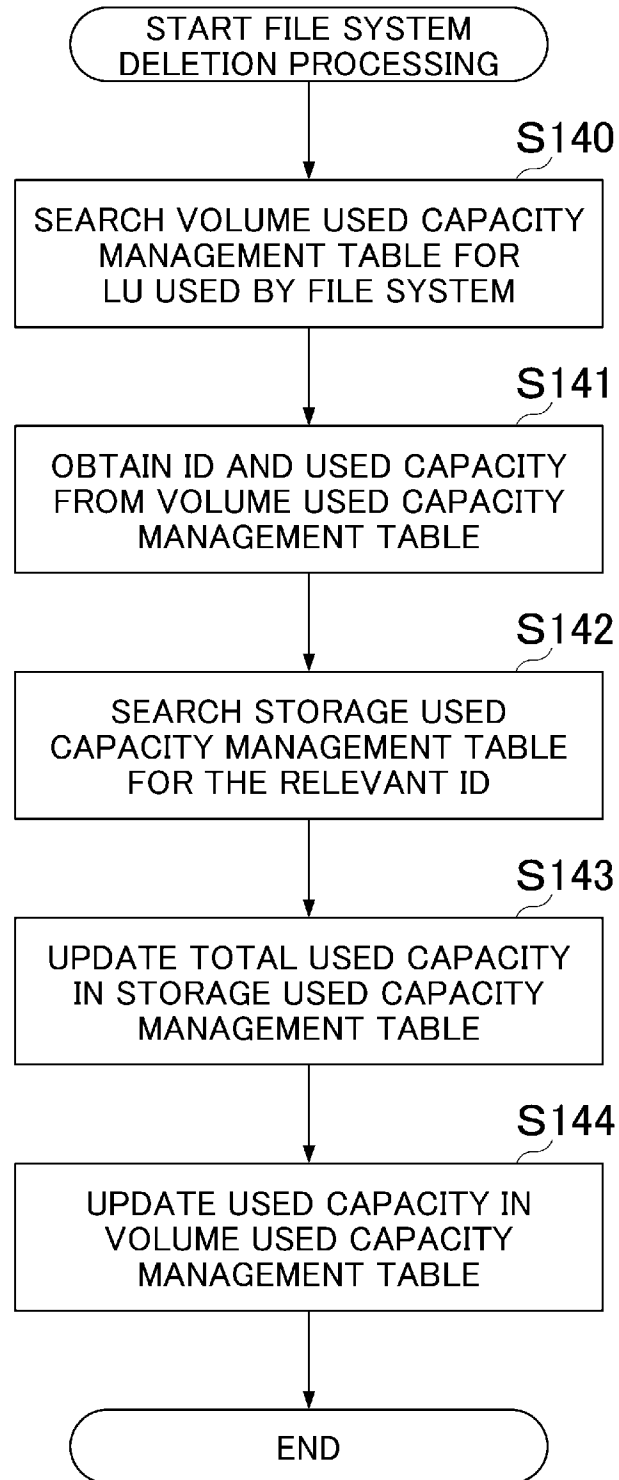 START FILE SYSTEM
DELETION PROCESSING
S140
SEARCH VOLUME USED CAPACITY
MANAGEMENT TABLE FOR
LU USED BY FILE SYSTEM
S141
OBTAIN ID AND USED CAPACITY
FROM VOLUME USED CAPACITY
MANAGEMENT TABLE
S142
SEARCH STORAGE USED
CAPACITY MANAGEMENT TABLE
FOR THE RELEVANT ID
S143
UPDATE TOTAL USED CAPACITY
IN STORAGE USED CAPACITY
MANAGEMENT TABLE
S144
UPDATE USED CAPACITY IN
VOLUME USED CAPACITY
MANAGEMENT TABLE
END